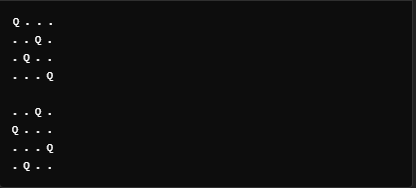 Q . . .
. . Q .
. Q . .
. . . Q

. . Q .
Q . . .
. . . Q
. Q . .